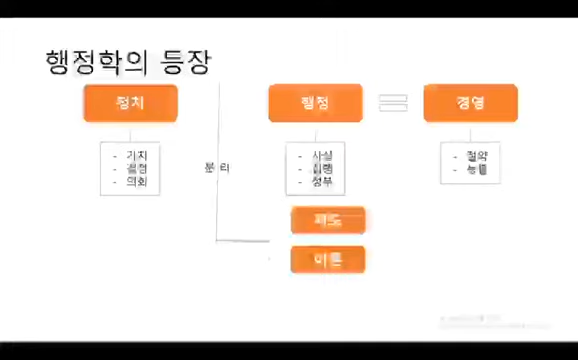 행정학의 등장
정치
행정
경영
- 가치
- 결정
- 의회
분리
- 사실
- 집행
- 정부
- 절약
- 능률
제도
이론